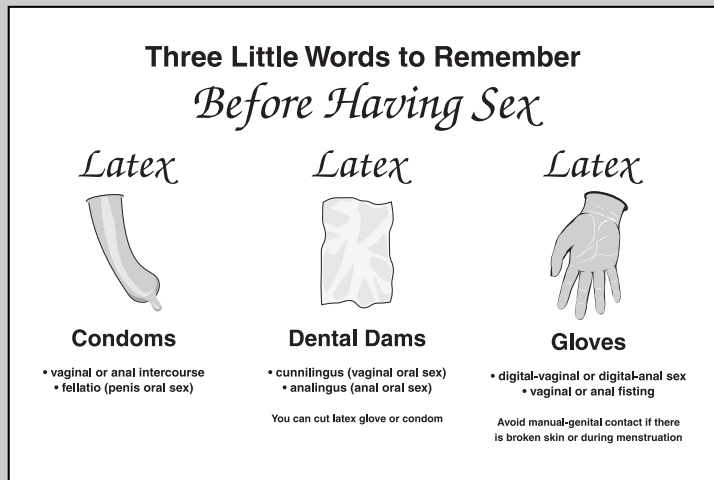 Three Little Words to Remember
Before Having Sex
Latex
Condoms
• vaginal or anal intercourse
• fellatio (penis oral sex)
Latex
Dental Dams
• cunnilingus (vaginal oral sex)
• analingus (anal oral sex)
You can cut latex glove or condom
Latex
Gloves
• digital-vaginal or digital-anal sex
• vaginal or anal fisting
Avoid manual-genital contact if there
is broken skin or during menstruation